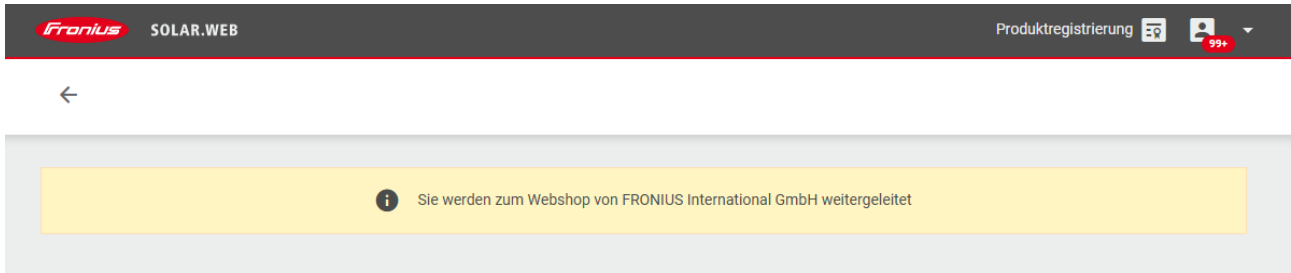 Fronius SOLAR.WEB Produktregistrierung 99+
Sie werden zum Webshop von FRONIUS International GmbH weitergeleitet